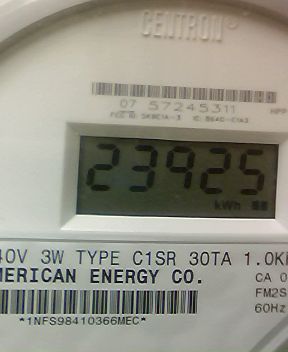 CENTRON
07 57245311
23925
kWh
40V 3W TYPE C1SR 30TA 1.0K
MERICAN ENERGY CO.
CA 0
FM2S
60Hz
*1NFS98410366MEC*